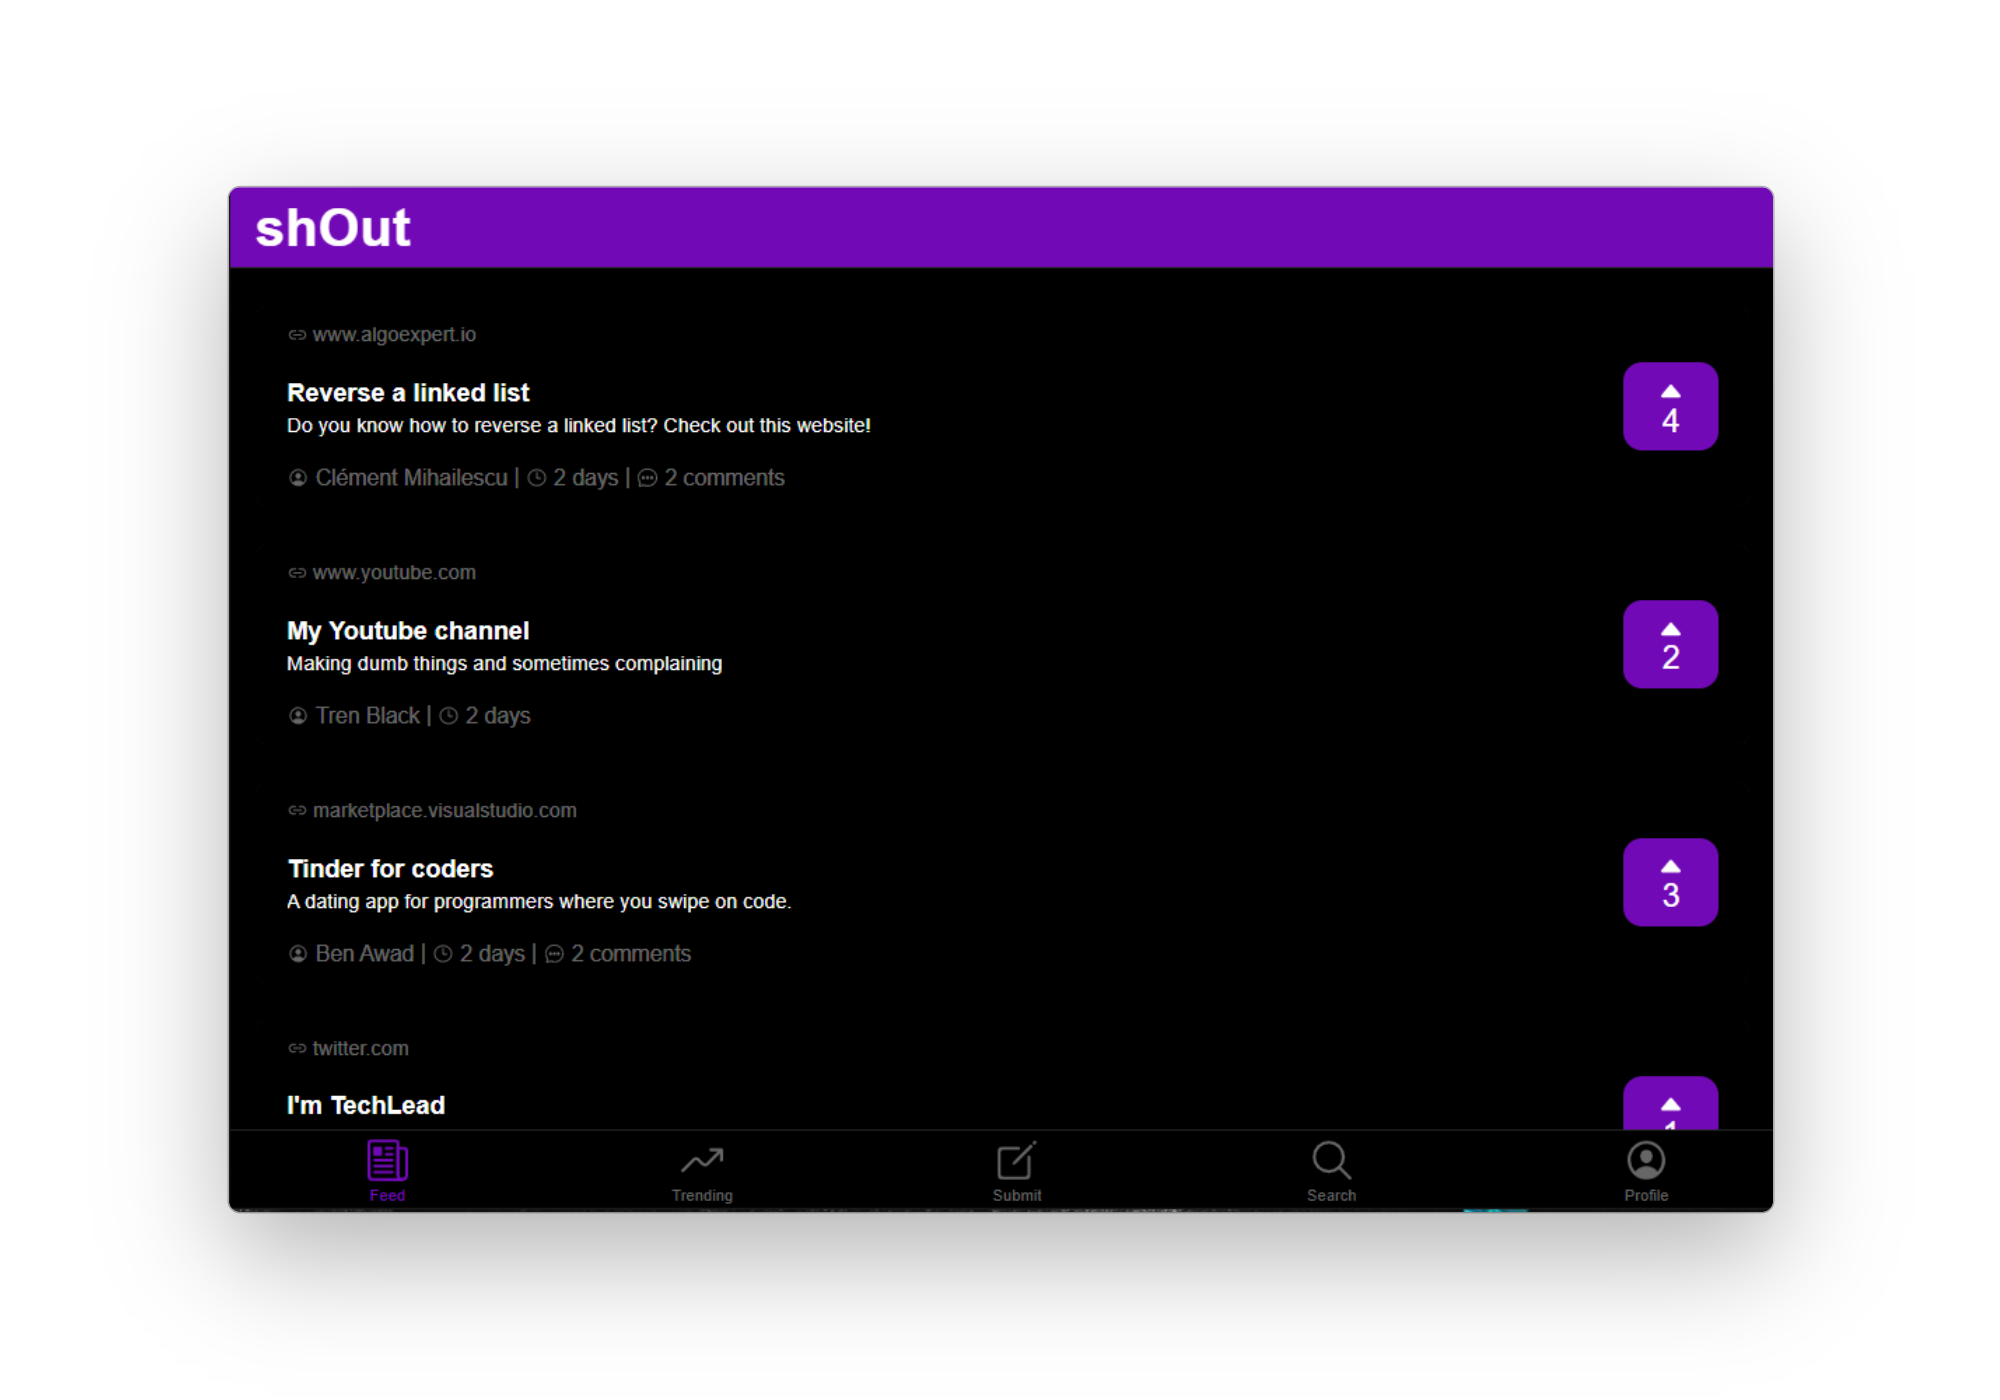 shOut
www.algoexpert.io
Reverse a linked list
Do you know how to reverse a linked list? Check out this website!
4
Clément Mihailescu | 2 days | 2 comments
www.youtube.com
My Youtube channel
Making dumb things and sometimes complaining
2
Tren Black | 2 days
marketplace.visualstudio.com
Tinder for coders
A dating app for programmers where you swipe on code.
3
Ben Awad | 2 days | 2 comments
twitter.com
I'm TechLead
Feed
Trending
Submit
Search
Profile